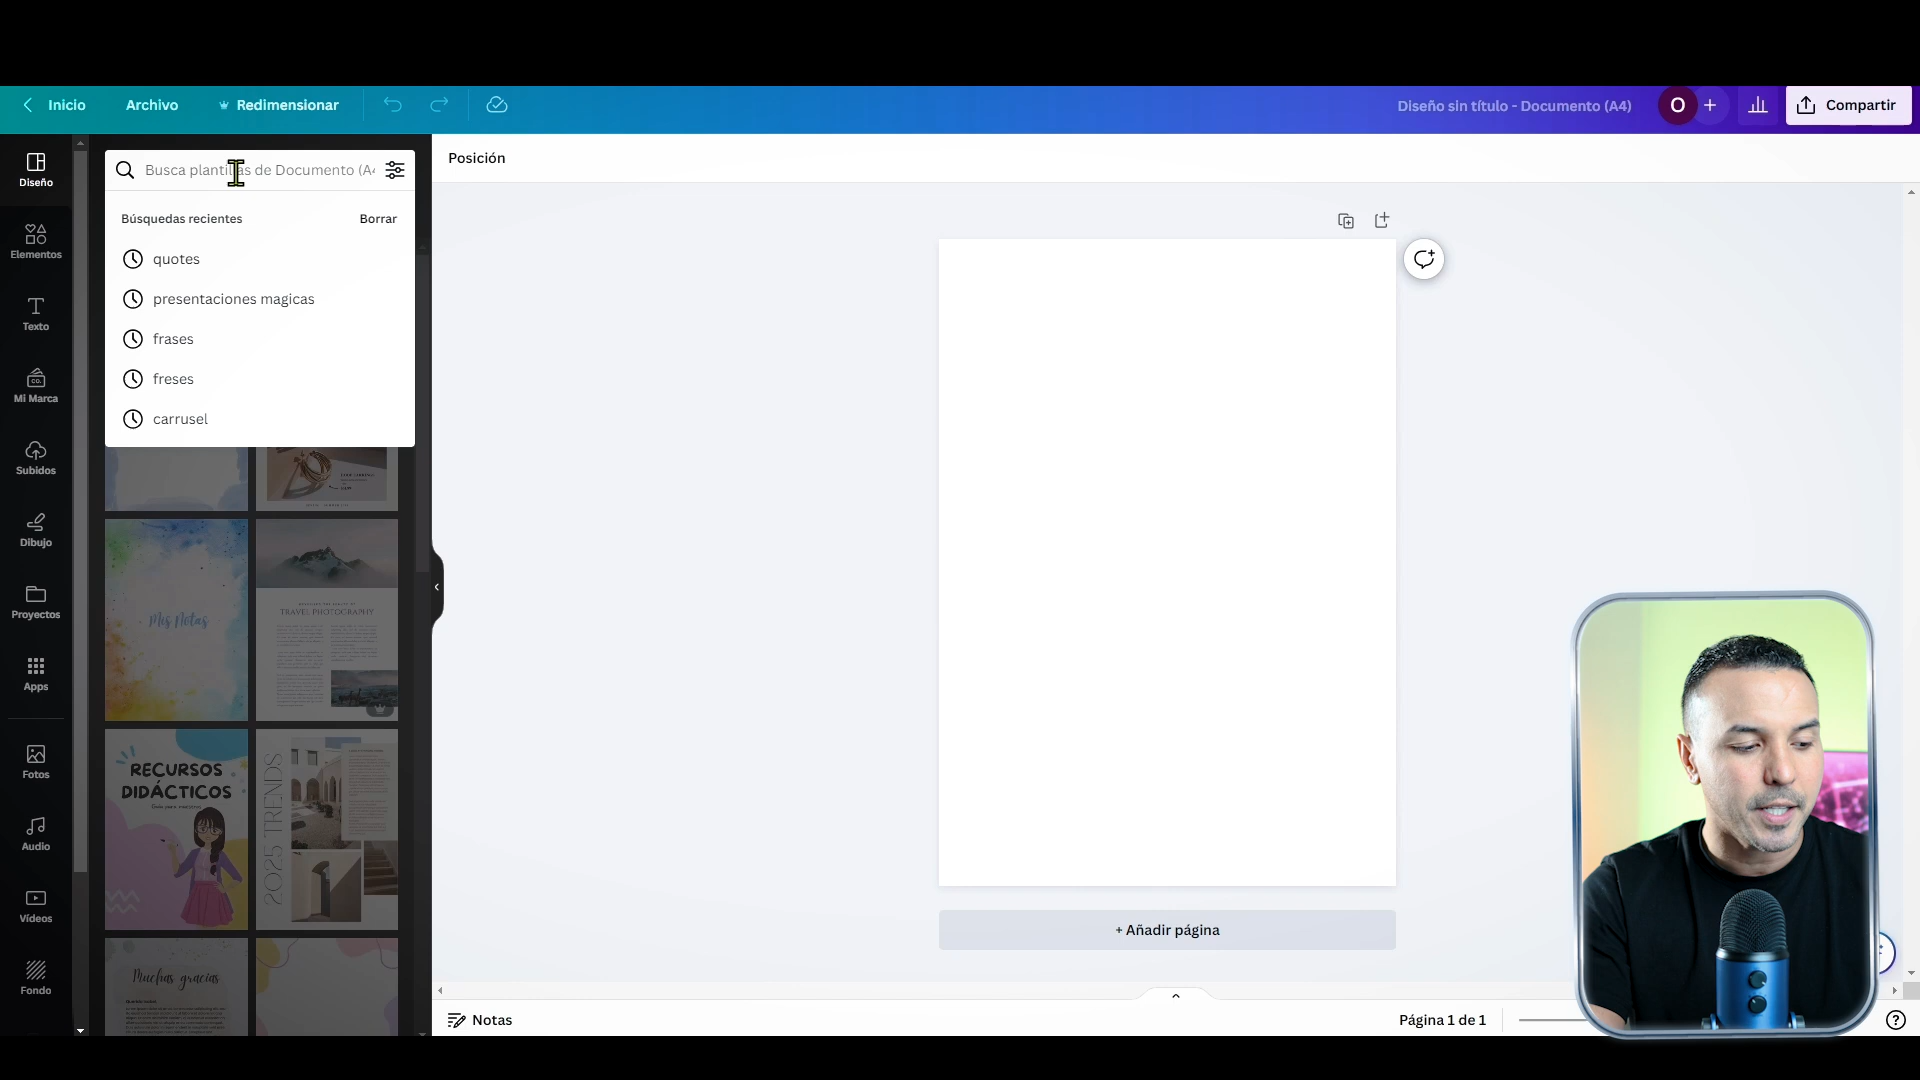 Inicio
Archivo
Redimensionar
Diseño sin título - Documento (A4)
O
+
Compartir
Diseño
Elementos
Texto
CO.
Mi Marca
Subidos
Dibujo
Proyectos
Apps
Fotos
Audio
Vídeos
Fondo
Busca plantillas de Documento (A4
Búsquedas recientes
Borrar
quotes
presentaciones magicas
frases
freses
carrusel
Mis Notas
TRAVEL PHOTOGRAPHY
RECURSOS
DIDÁCTICOS
2025 TRENDS
Muchas gracias
Posición
+ Añadir página
Notas
Página 1 de 1